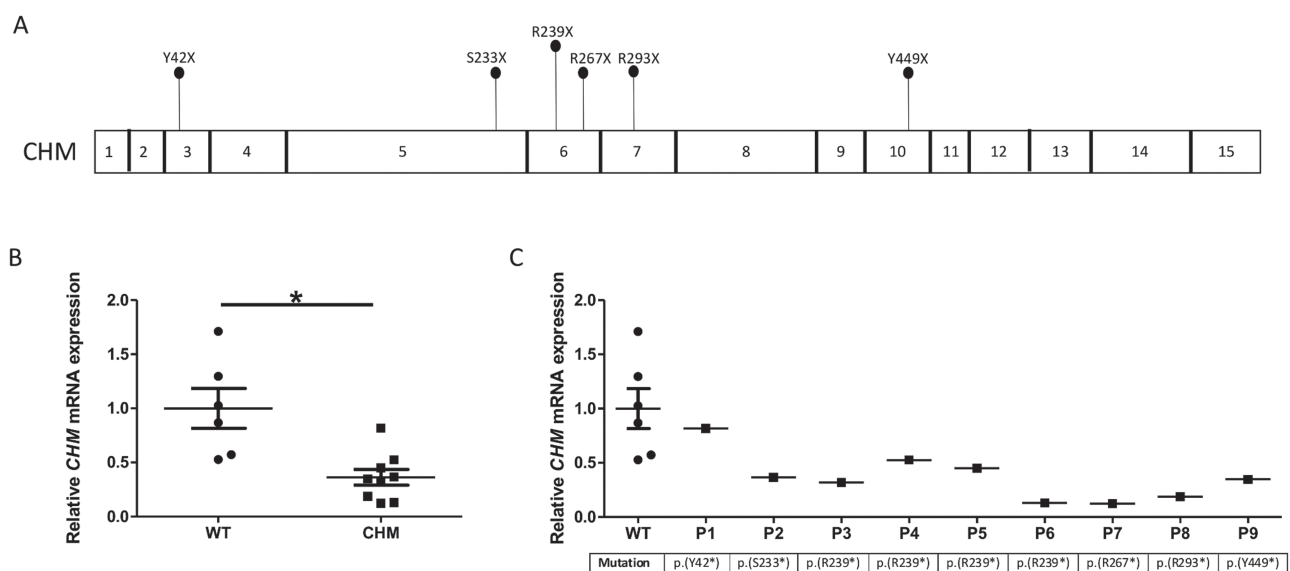 A
R239X
Y42X S233X R267X R293X Y449X
CHM 1 2 3 4 5 6 7 8 9 10 11 12 13 14 15
B
Relative CHM mRNA expression
2.0
1.5
1.0
0.5
0.0
*
WT CHM
C
Relative CHM mRNA expression
2.0
1.5
1.0
0.5
0.0
WT P1 P2 P3 P4 P5 P6 P7 P8 P9
Mutation p.(Y42*) p.(S233*) p.(R239*) p.(R239*) p.(R239*) p.(R239*) p.(R267*) p.(R293*) p.(Y449*)